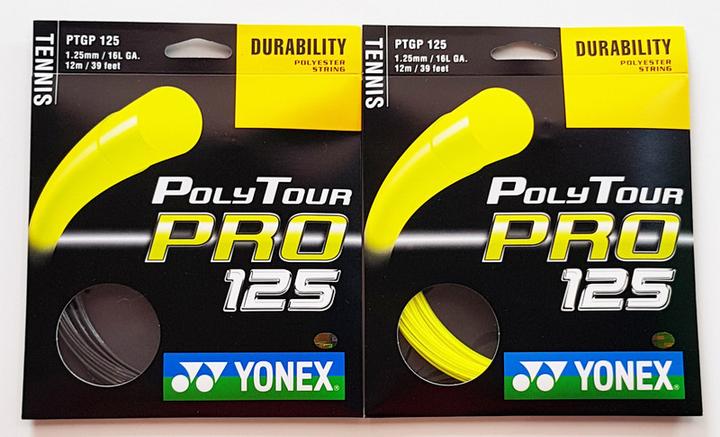 TENNIS
PTGP 125
1.25mm / 16L GA.
12m / 39 feet
DURABILITY
POLYESTER
STRING
POLYTOUR
PRO
125
YONEX®
TENNIS
PTGP 125
1.25mm / 16L GA.
12m / 39 feet
DURABILITY
POLYESTER
STRING
POLYTOUR
PRO
125
YONEX®